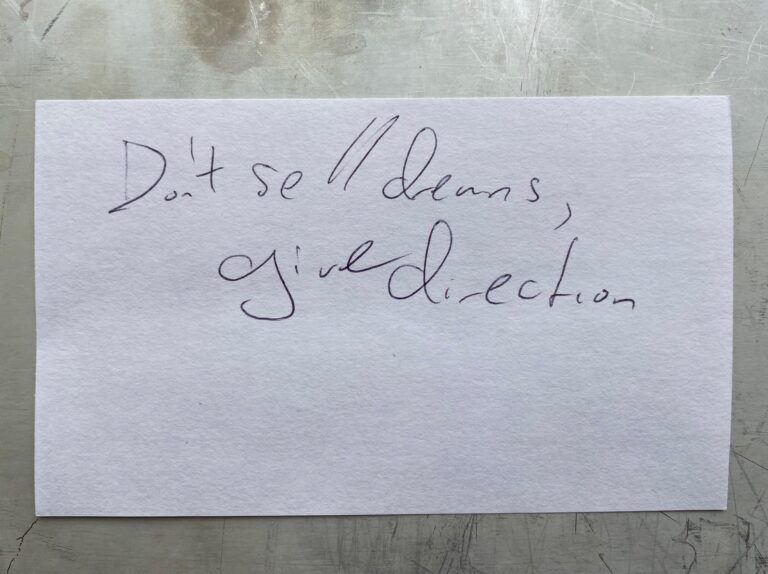 Don't sell dreams,
give direction